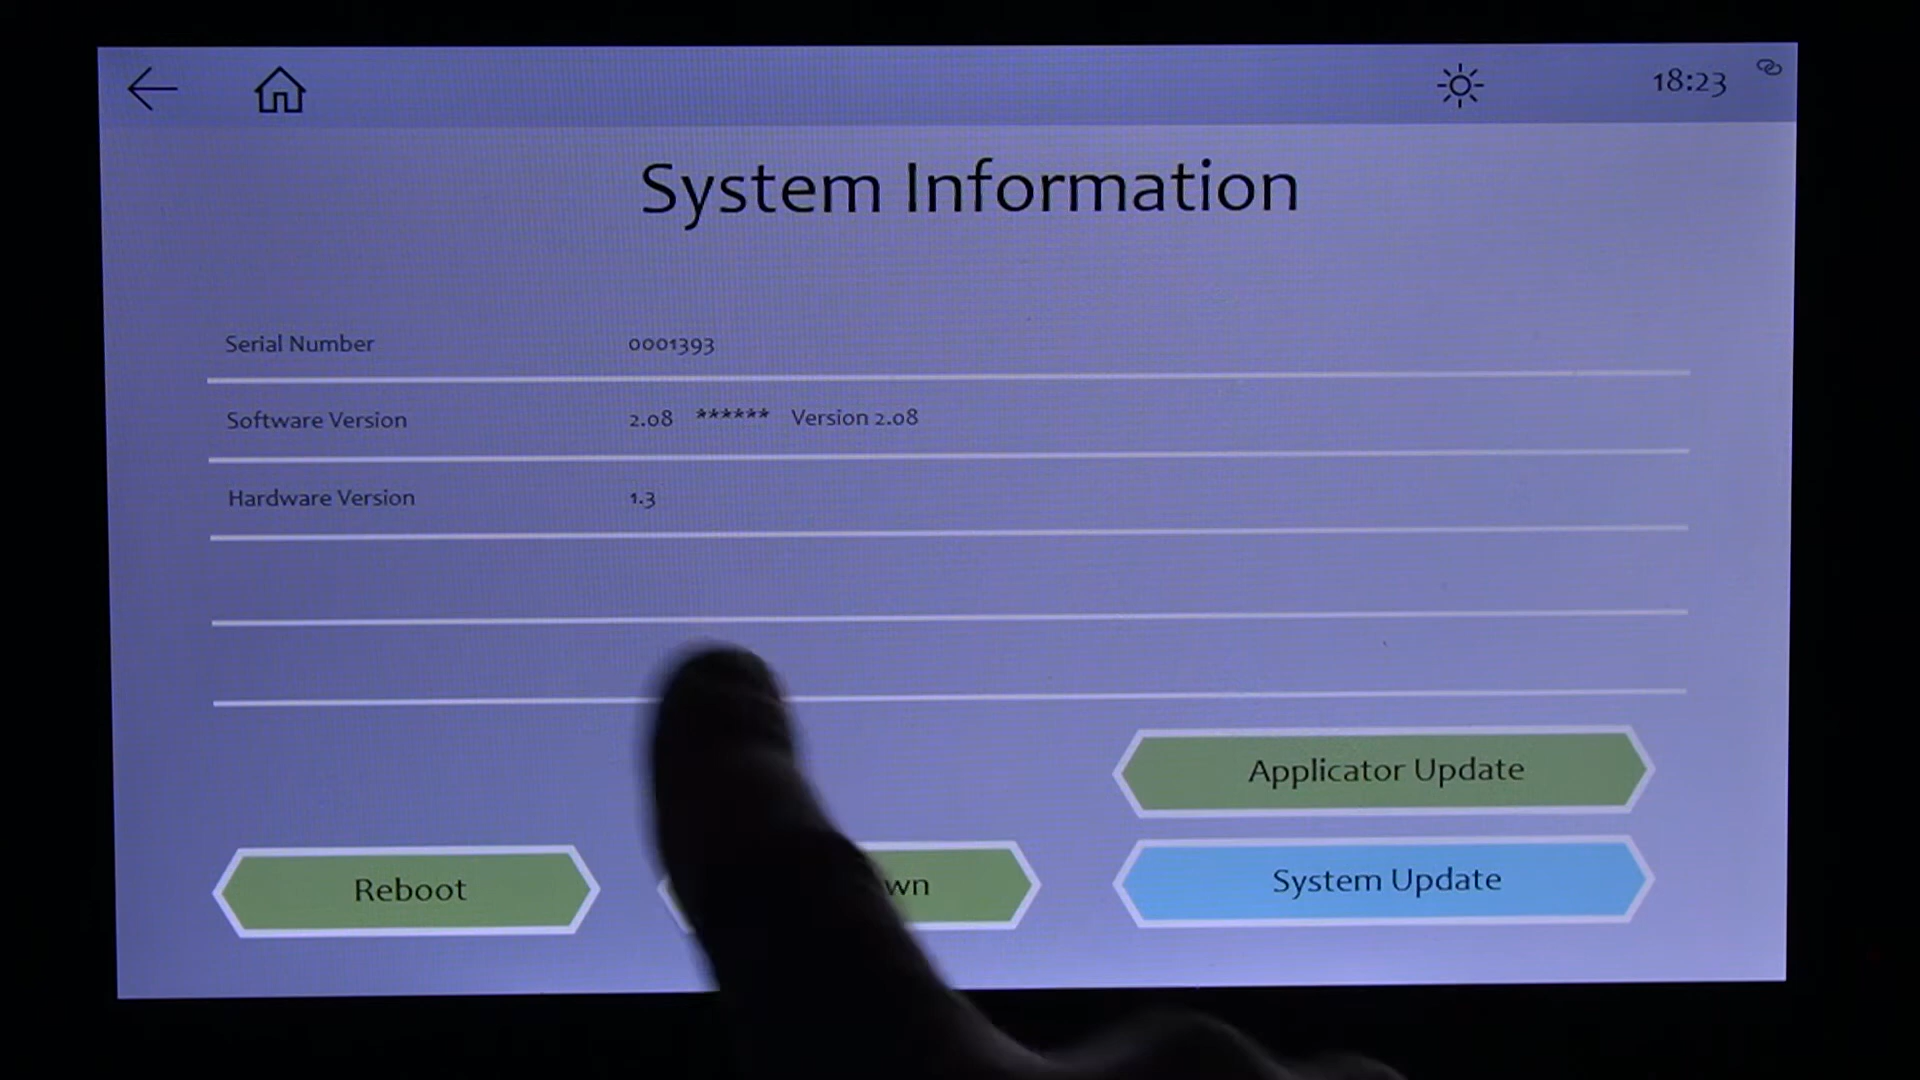 18:23
System Information
Serial Number 0001393
Software Version 2.08 ****** Version 2.08
Hardware Version 1.3
Applicator Update
Reboot
System Update